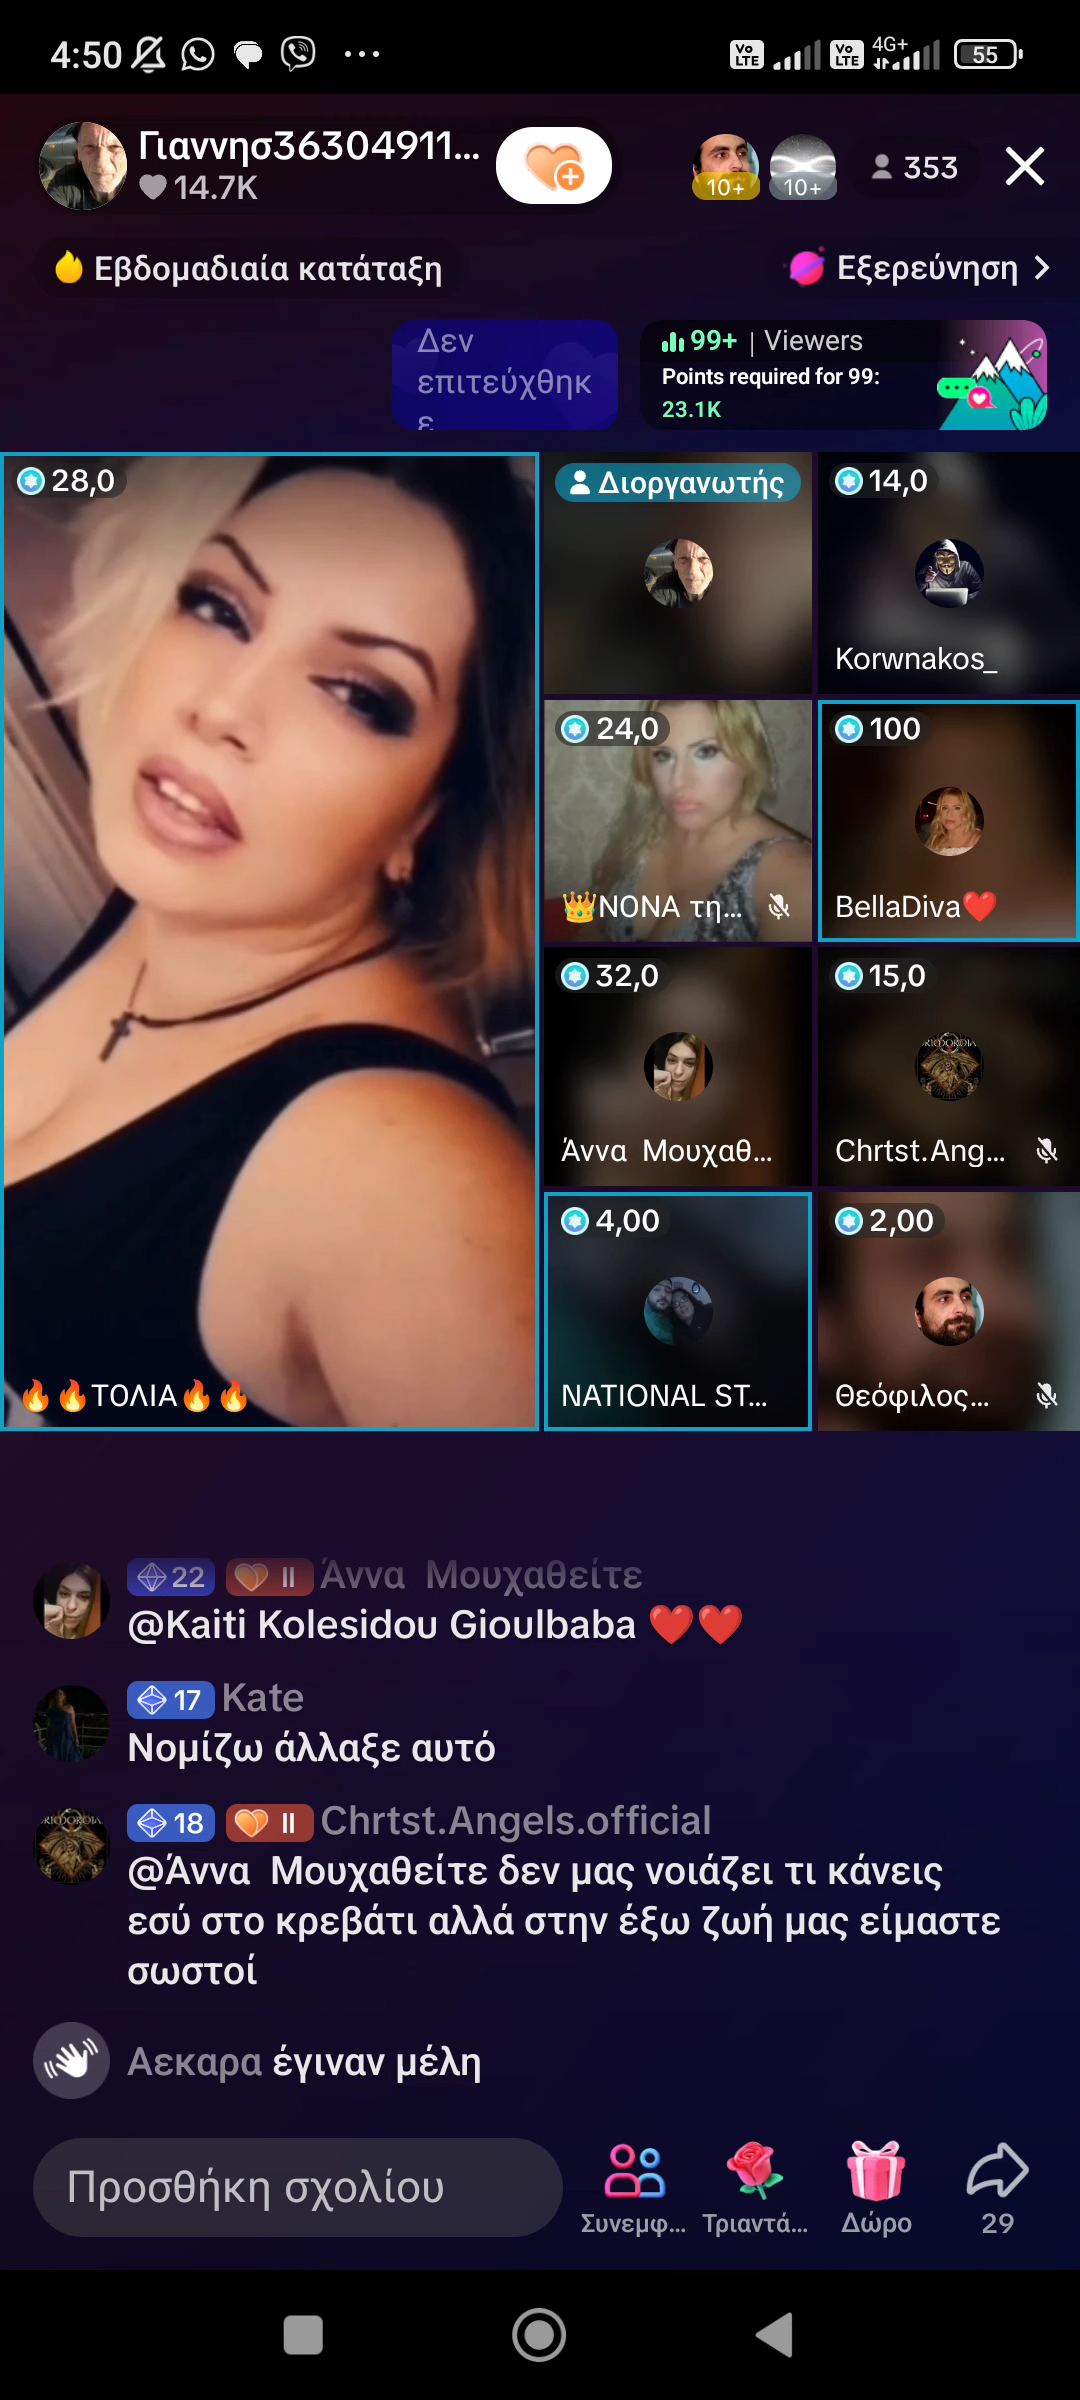 4:50
Vo LTE
Vo LTE
4G+
55
Γιαννησ36304911...
14.7K
10+
10+
353
Εβδομαδιαία κατάταξη
Εξερεύνηση
Δεν
επιτεύχθηκ
ε
99+ | Viewers
Points required for 99:
23.1K
28,0
Διοργανωτής
14,0
Korwnakos_
24,0
👑NONA τη...
100
BellaDiva❤️
32,0
Άννα Μουχαθ...
15,0
Chrtst.Ang...
4,00
NATIONAL ST...
2,00
Θεόφιλος...
🔥🔥ΤΟΛΙΑ🔥🔥
22 II Άννα Μουχαθείτε
@Kaiti Kolesidou Gioulbaba ❤️❤️
17 Kate
Νομίζω άλλαξε αυτό
18 II Chrtst.Angels.official
@Άννα Μουχαθείτε δεν μας νοιάζει τι κάνεις
εσύ στο κρεβάτι αλλά στην έξω ζωή μας είμαστε
σωστοί
Αεκαρα έγιναν μέλη
Προσθήκη σχολίου
Συνεμφ...
Τριαντά...
Δώρο
29